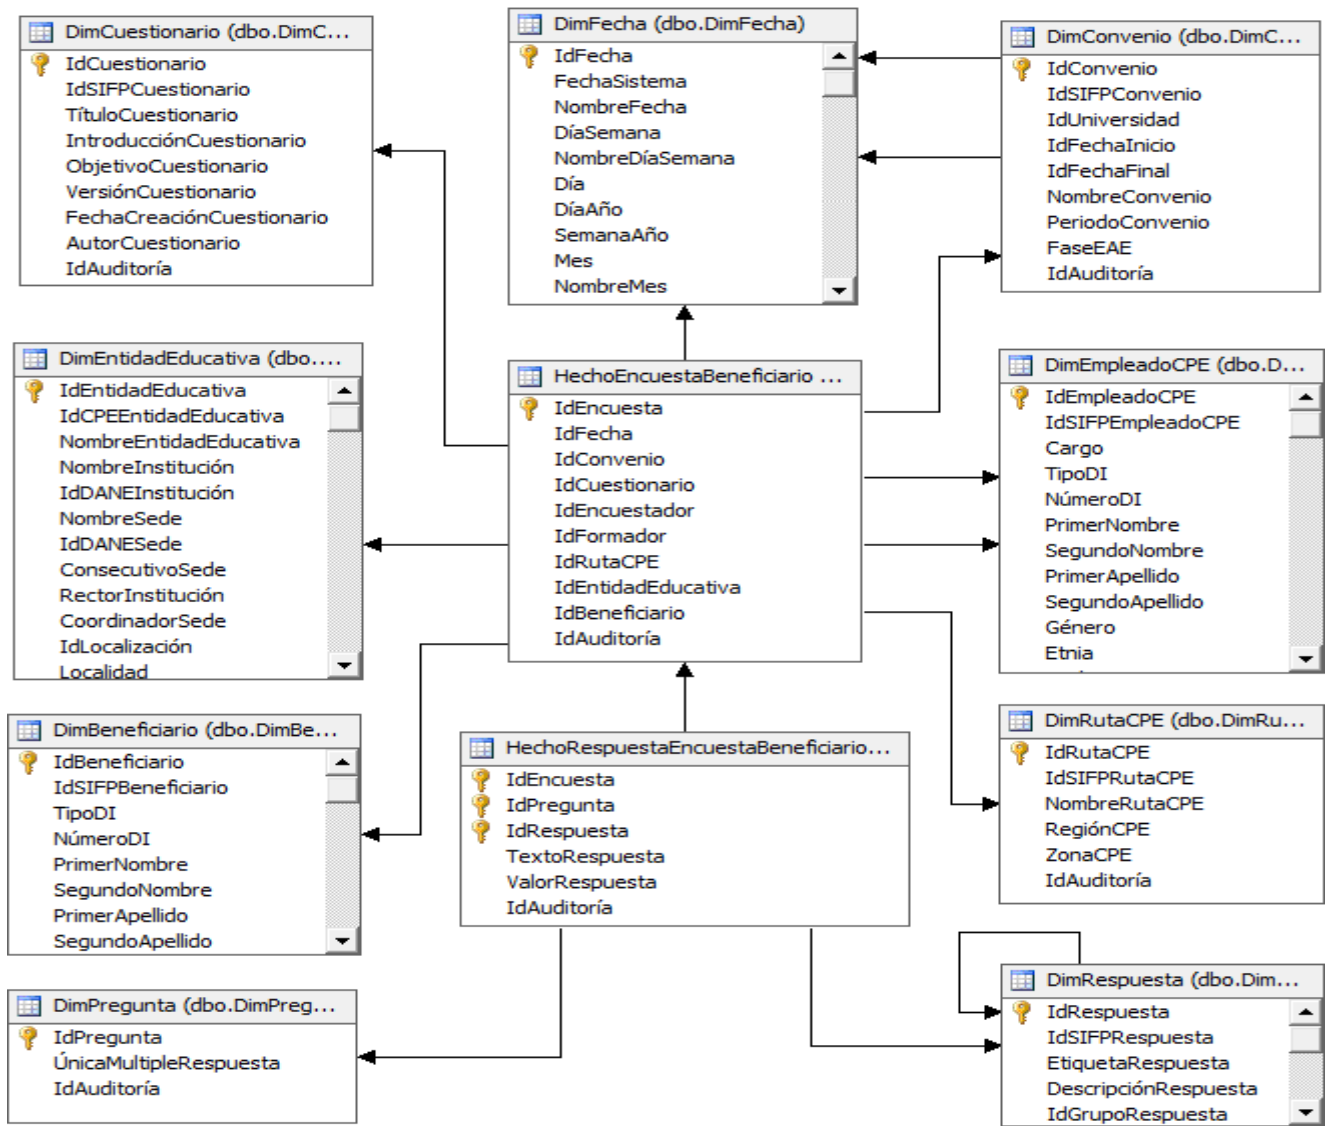 DimCuestionario (dbo.DimC...
IdCuestionario
IdSIFPCuestionario
TítuloCuestionario
IntroducciónCuestionario
ObjetivoCuestionario
VersiónCuestionario
FechaCreaciónCuestionario
AutorCuestionario
IdAuditoría
DimFecha (dbo.DimFecha)
IdFecha
FechaSistema
NombreFecha
DíaSemana
NombreDíaSemana
Día
DíaAño
SemanaAño
Mes
NombreMes
DimConvenio (dbo.DimC...
IdConvenio
IdSIFPConvenio
IdUniversidad
IdFechaInicio
IdFechaFinal
NombreConvenio
PeriodoConvenio
FaseEAE
IdAuditoría
DimEntidadEducativa (dbo....
IdEntidadEducativa
IdCPEEntidadEducativa
NombreEntidadEducativa
NombreInstitución
IdDANEInstitución
NombreSede
IdDANESede
ConsecutivoSede
RectorInstitución
CoordinadorSede
IdLocalización
Localidad
HechoEncuestaBeneficiario ...
IdEncuesta
IdFecha
IdConvenio
IdCuestionario
IdEncuestador
IdFormador
IdRutaCPE
IdEntidadEducativa
IdBeneficiario
IdAuditoría
DimEmpleadoCPE (dbo.D...
IdEmpleadoCPE
IdSIFPEmpleadoCPE
Cargo
TipoDI
NúmeroDI
PrimerNombre
SegundoNombre
PrimerApellido
SegundoApellido
Género
Etnia
DimBeneficiario (dbo.DimBe...
IdBeneficiario
IdSIFPBeneficiario
TipoDI
NúmeroDI
PrimerNombre
SegundoNombre
PrimerApellido
SegundoApellido
HechoRespuestaEncuestaBeneficiario...
IdEncuesta
IdPregunta
IdRespuesta
TextoRespuesta
ValorRespuesta
IdAuditoría
DimRutaCPE (dbo.DimRu...
IdRutaCPE
IdSIFPRutaCPE
NombreRutaCPE
RegiónCPE
ZonaCPE
IdAuditoría
DimPregunta (dbo.DimPreg...
IdPregunta
ÚnicaMultipleRespuesta
IdAuditoría
DimRespuesta (dbo.Dim...
IdRespuesta
IdSIFPRespuesta
EtiquetaRespuesta
DescripciónRespuesta
IdGrupoRespuesta